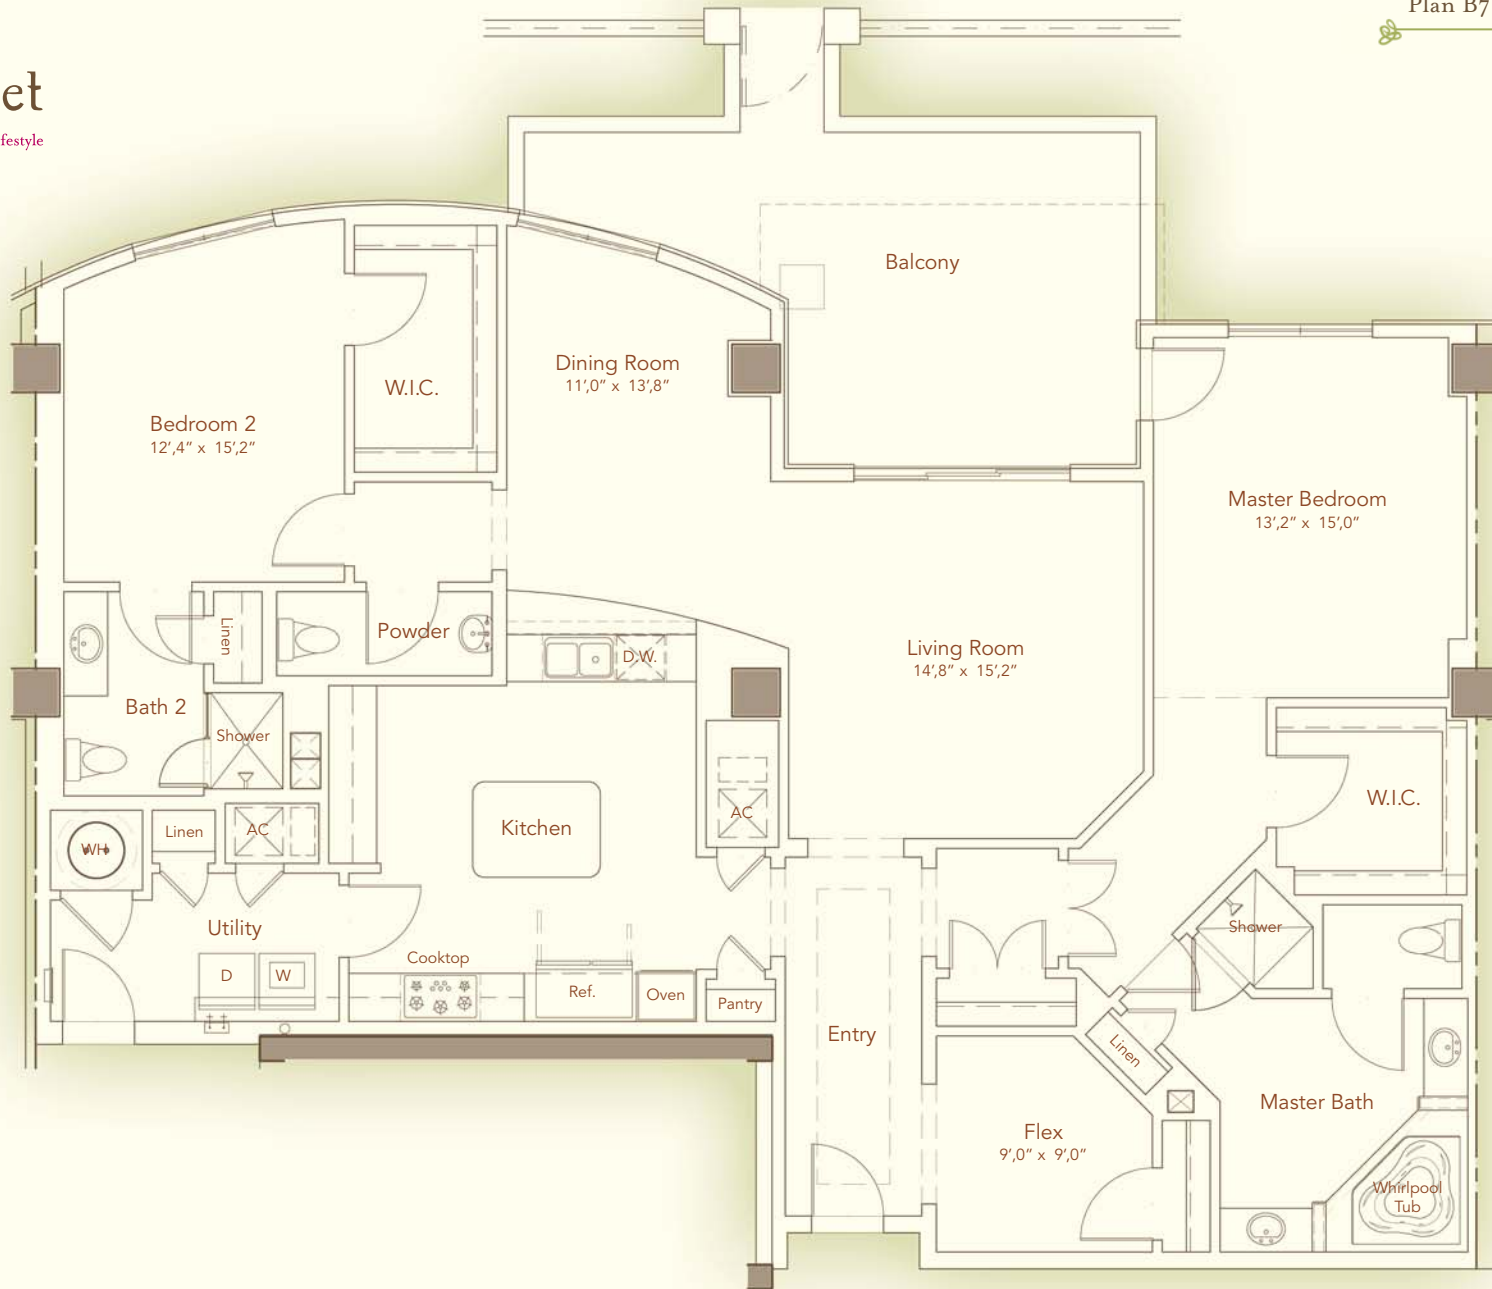 Plan B7
et
festyle
Balcony
Dining Room
11',0" x 13',8"
W.I.C.
Bedroom 2
12',4" x 15',2"
Master Bedroom
13',2" x 15',0"
Linen
Powder
D.W.
Living Room
14',8" x 15',2"
Bath 2
Shower
W.I.C.
AC
Kitchen
WH
Linen
AC
Utility
Shower
Cooktop
D
W
Ref.
Oven
Pantry
Entry
Linen
Master Bath
Flex
9',0" x 9',0"
Whirlpool
Tub